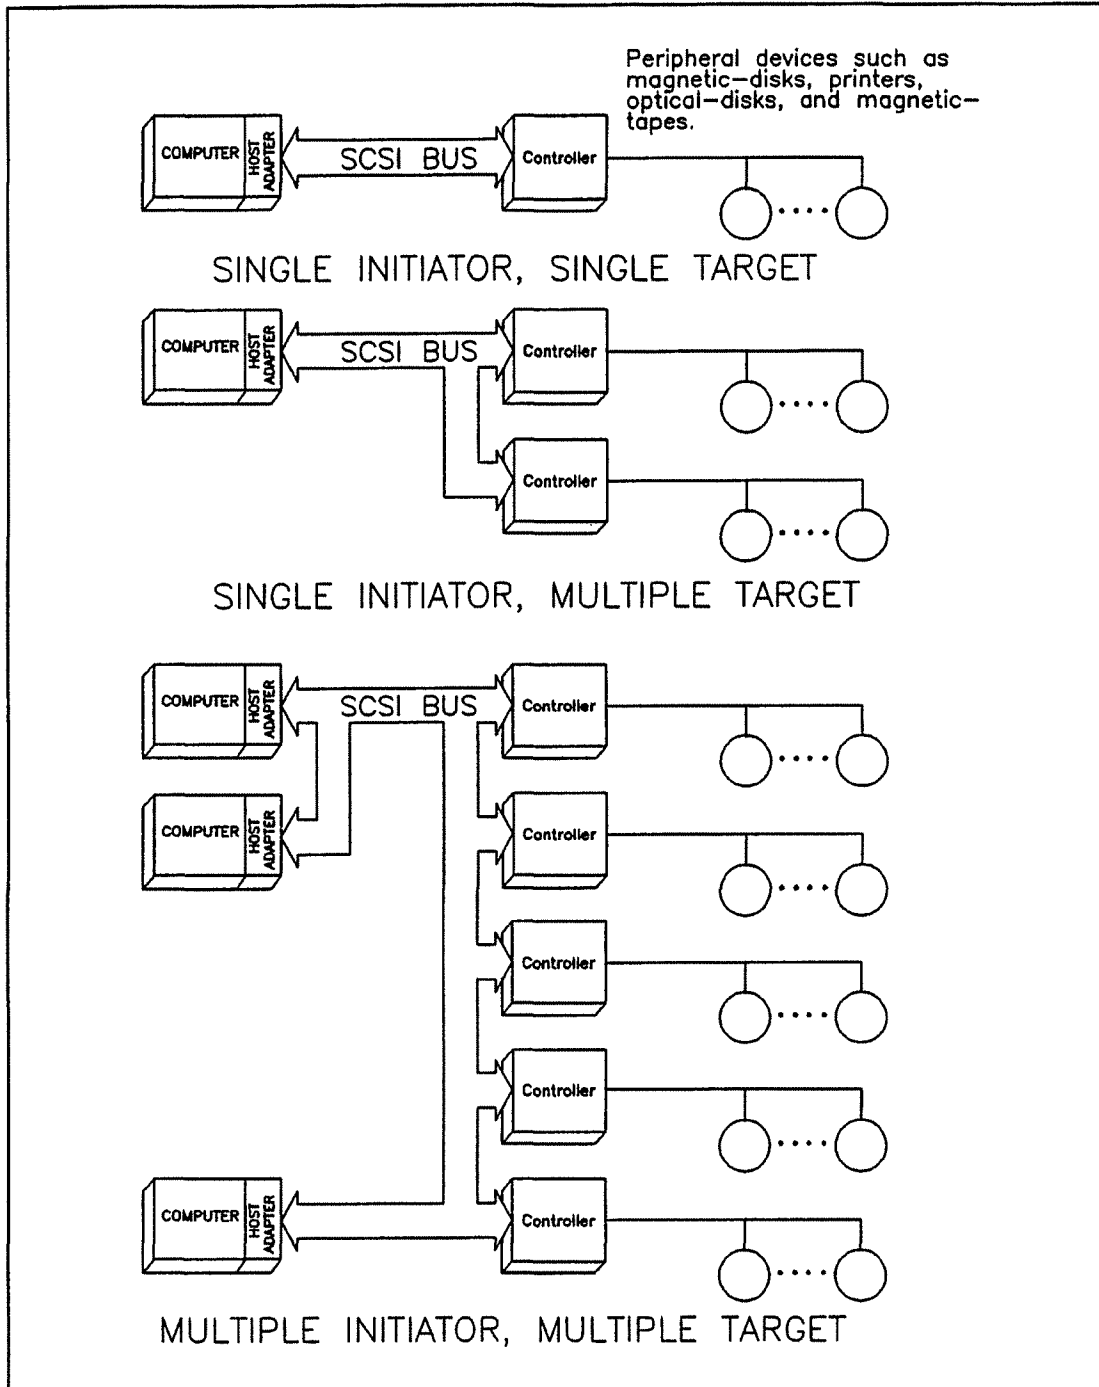 Peripheral devices such as
magnetic-disks, printers,
optical-disks, and magnetic-
tapes.
COMPUTER
HOST
ADAPTER
SCSI BUS
Controller
SINGLE INITIATOR, SINGLE TARGET
COMPUTER
HOST
ADAPTER
SCSI BUS
Controller
Controller
SINGLE INITIATOR, MULTIPLE TARGET
COMPUTER
HOST
ADAPTER
SCSI BUS
Controller
COMPUTER
HOST
ADAPTER
Controller
Controller
Controller
COMPUTER
HOST
ADAPTER
Controller
MULTIPLE INITIATOR, MULTIPLE TARGET